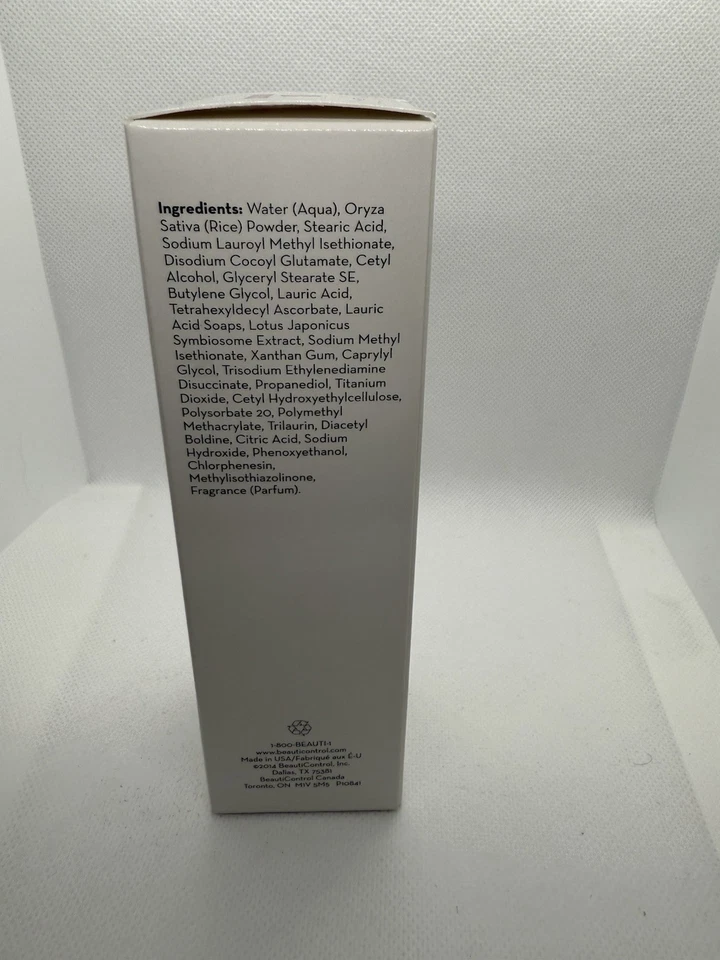 Ingredients: Water (Aqua), Oryza
Sativa (Rice) Powder, Stearic Acid,
Sodium Lauroyl Methyl Isethionate,
Disodium Cocoyl Glutamate, Cetyl
Alcohol, Glyceryl Stearate SE,
Butylene Glycol, Lauric Acid,
Tetrahexyldecyl Ascorbate, Lauric
Acid Soaps, Lotus Japonicus
Symbiosome Extract, Sodium Methyl
Isethionate, Xanthan Gum, Caprylyl
Glycol, Trisodium Ethylenediamine
Disuccinate, Propanediol, Titanium
Dioxide, Cetyl Hydroxyethylcellulose,
Polysorbate 20, Polymethyl
Methacrylate, Trilaurin, Diacetyl
Boldine, Citric Acid, Sodium
Hydroxide, Phenoxyethanol,
Chlorphenesin,
Methylisothiazolinone,
Fragrance (Parfum).
1-800-BEAUTI-1
www.beauticontrol.com
Made in USA/Fabriqué aux É-U
©2014 BeautiControl, Inc.
Dallas, TX 75381
BeautiControl Canada
Toronto, ON M1V 5M5 P10841